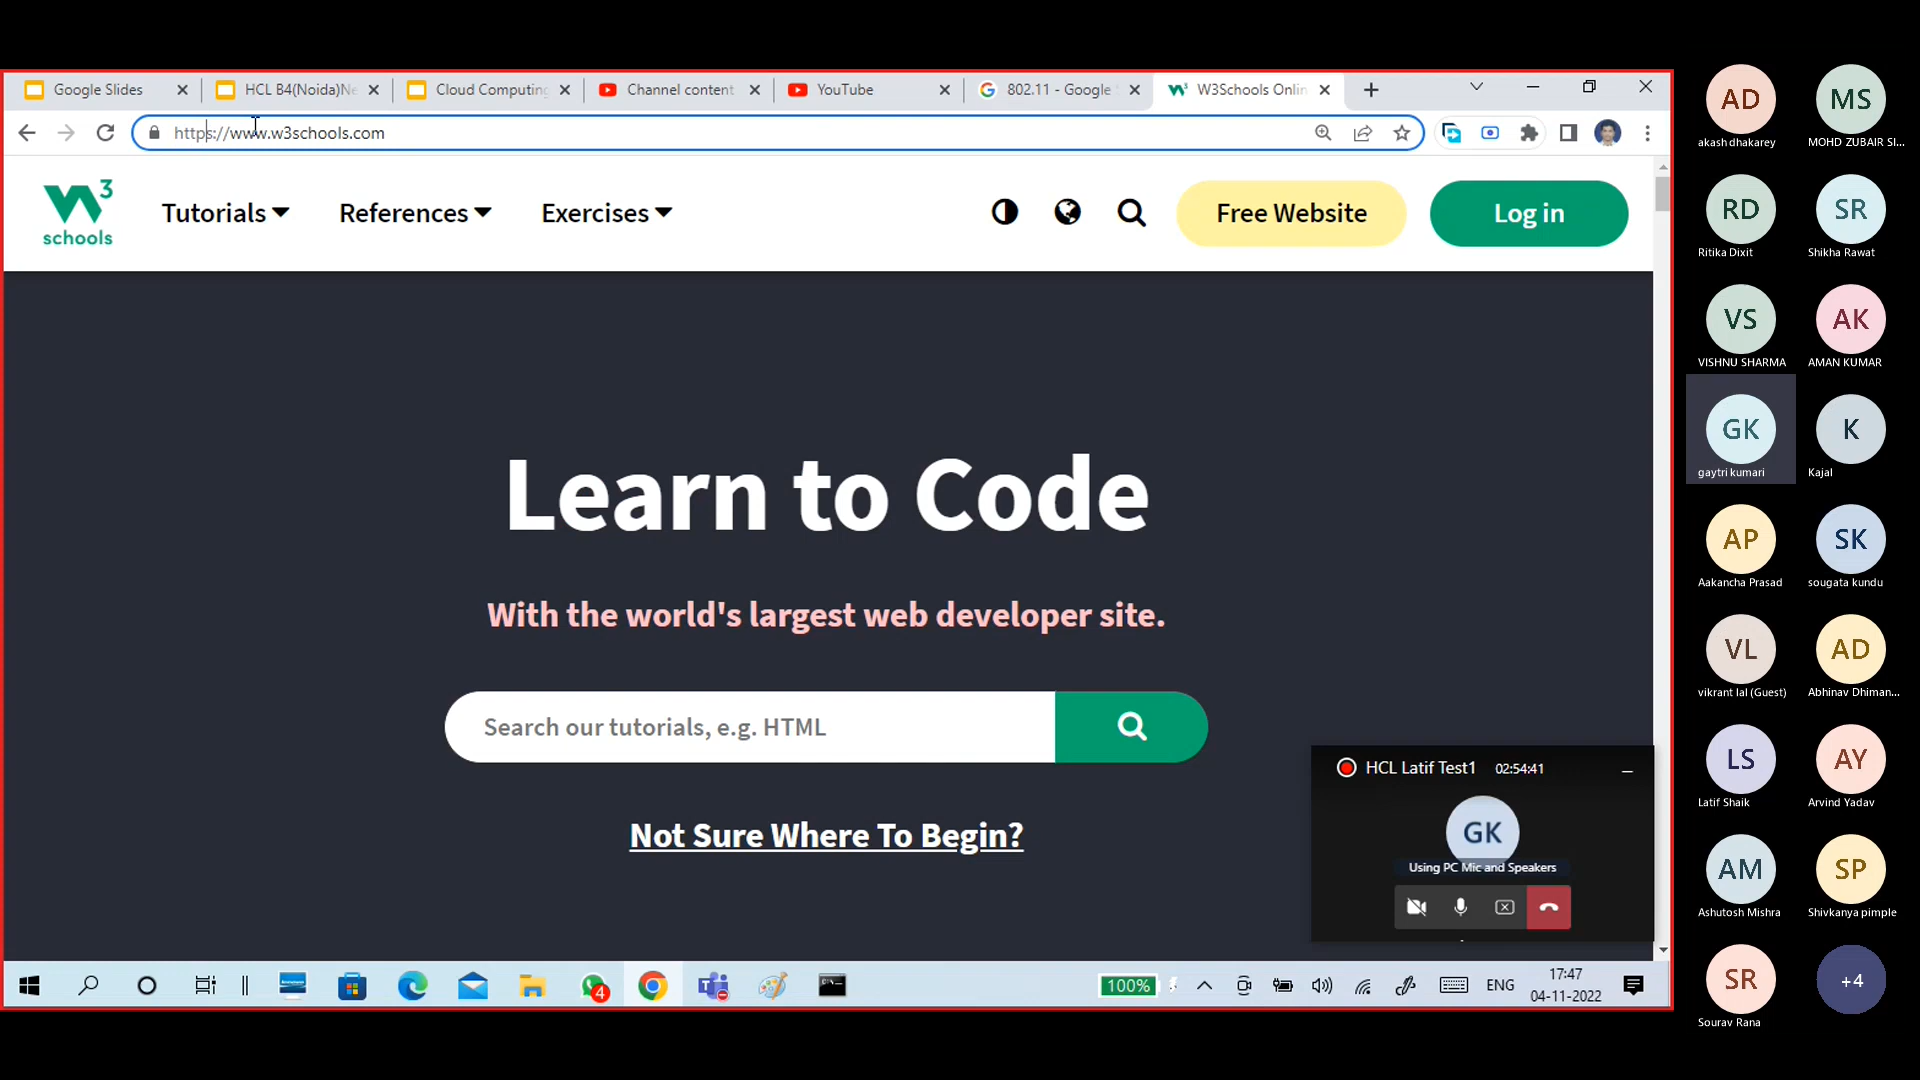 Google Slides
HCL B4(Noida)Ne
Cloud Computing
Channel content
YouTube
802.11 - Google
W3Schools Onlin
https://www.w3schools.com
3
schools
Tutorials
References
Exercises
Free Website
Log in
Learn to Code
With the world's largest web developer site.
Search our tutorials, e.g. HTML
Not Sure Where To Begin?
HCL Latif Test1 02:54:41
GK
Using PC Mic and Speakers
4
100%
ENG
17:47
04-11-2022
AD
akash dhakarey
MS
MOHD ZUBAIR SI...
RD
Ritika Dixit
SR
Shikha Rawat
VS
VISHNU SHARMA
AK
AMAN KUMAR
GK
gaytri kumari
K
Kajal
AP
Aakancha Prasad
SK
sougata kundu
VL
vikrant lal (Guest)
AD
Abhinav Dhiman...
LS
Latif Shaik
AY
Arvind Yadav
AM
Ashutosh Mishra
SP
Shivkanya pimple
SR
Sourav Rana
+4